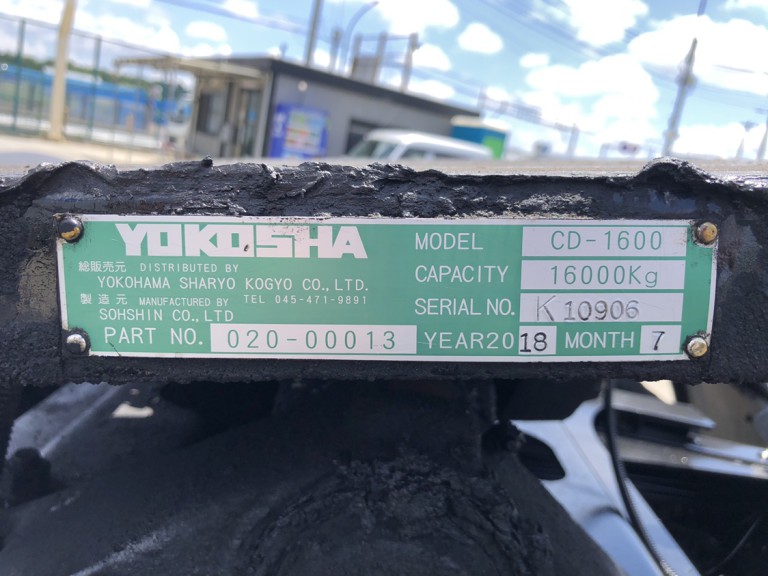 YOKOSHA
総販売元 DISTRIBUTED BY
YOKOHAMA SHARYO KOGYO CO., LTD.
製造元 MANUFACTURED BY TEL 045-471-9891
SOHSHIN CO., LTD
PART NO. 020-00013
MODEL CD-1600
CAPACITY 16000Kg
SERIAL NO. K10906
YEAR2018 MONTH 7